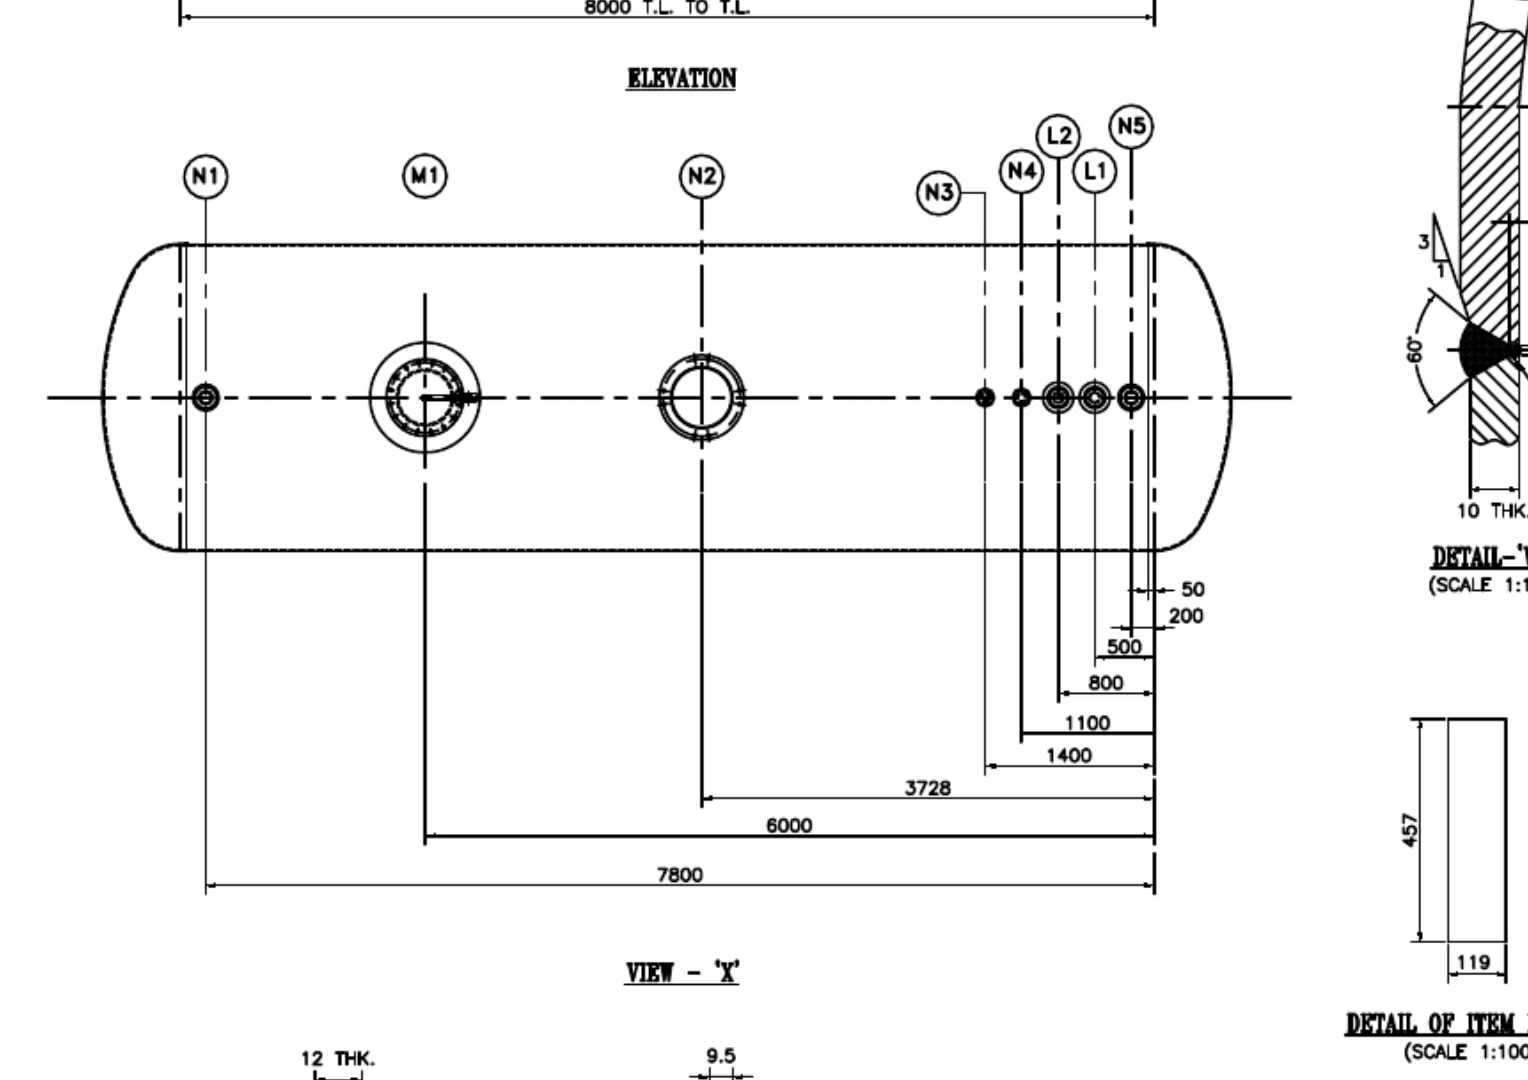 8000 T.L. TO T.L.
ELEVATION
N1
M1
N2
N3
N4
L2
L1
N5
3
1
60°
10 THK.
DETAIL-'
(SCALE 1:1
50
200
500
800
1100
1400
3728
6000
7800
457
119
VIEW - 'X'
DETAIL OF ITEM
(SCALE 1:100
12 THK.
9.5